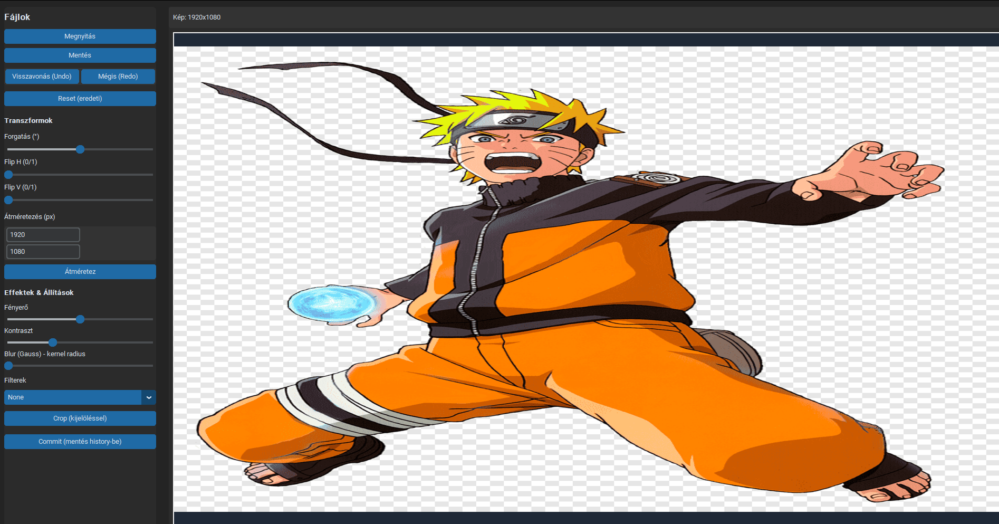 Fájlok
Kép: 1920x1080
Megnyitás
Mentés
Visszavonás (Undo) Mégis (Redo)
Reset (eredeti)
Transzformok
Forgatás (°)
Flip H (0/1)
Flip V (0/1)
Átméretezés (px)
1920
1080
Átméretez
Effektek & Állítások
Fényerő
Kontraszt
Blur (Gauss) - kernel radius
Filterek
None
Crop (kijelöléssel)
Commit (mentés history-be)